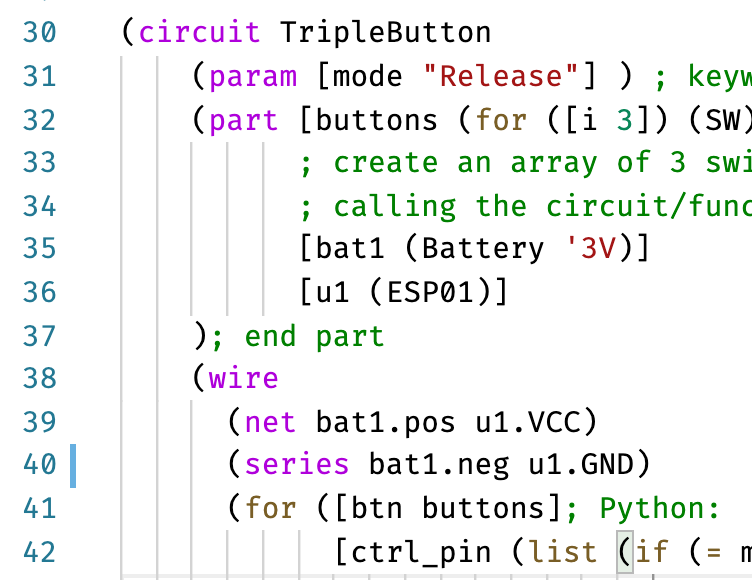 30 (circuit TripleButton
31 (param [mode "Release"] ) ; keyw
32 (part [buttons (for ([i 3]) (SW)
33 ; create an array of 3 swi
34 ; calling the circuit/func
35 [bat1 (Battery '3V)]
36 [u1 (ESP01)]
37 ); end part
38 (wire
39 (net bat1.pos u1.VCC)
40 (series bat1.neg u1.GND)
41 (for ([btn buttons]; Python:
42 [ctrl_pin (list (if (= m